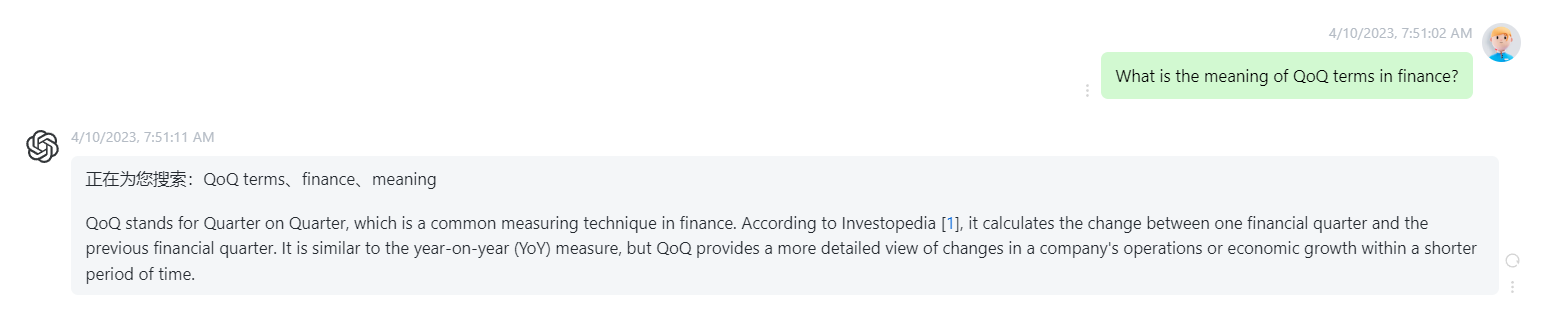 4/10/2023, 7:51:02 AM
What is the meaning of QoQ terms in finance?
4/10/2023, 7:51:11 AM
正在为您搜索：QoQ terms、finance、meaning
QoQ stands for Quarter on Quarter, which is a common measuring technique in finance. According to Investopedia [1], it calculates the change between one financial quarter and the
previous financial quarter. It is similar to the year-on-year (YoY) measure, but QoQ provides a more detailed view of changes in a company's operations or economic growth within a shorter
period of time.